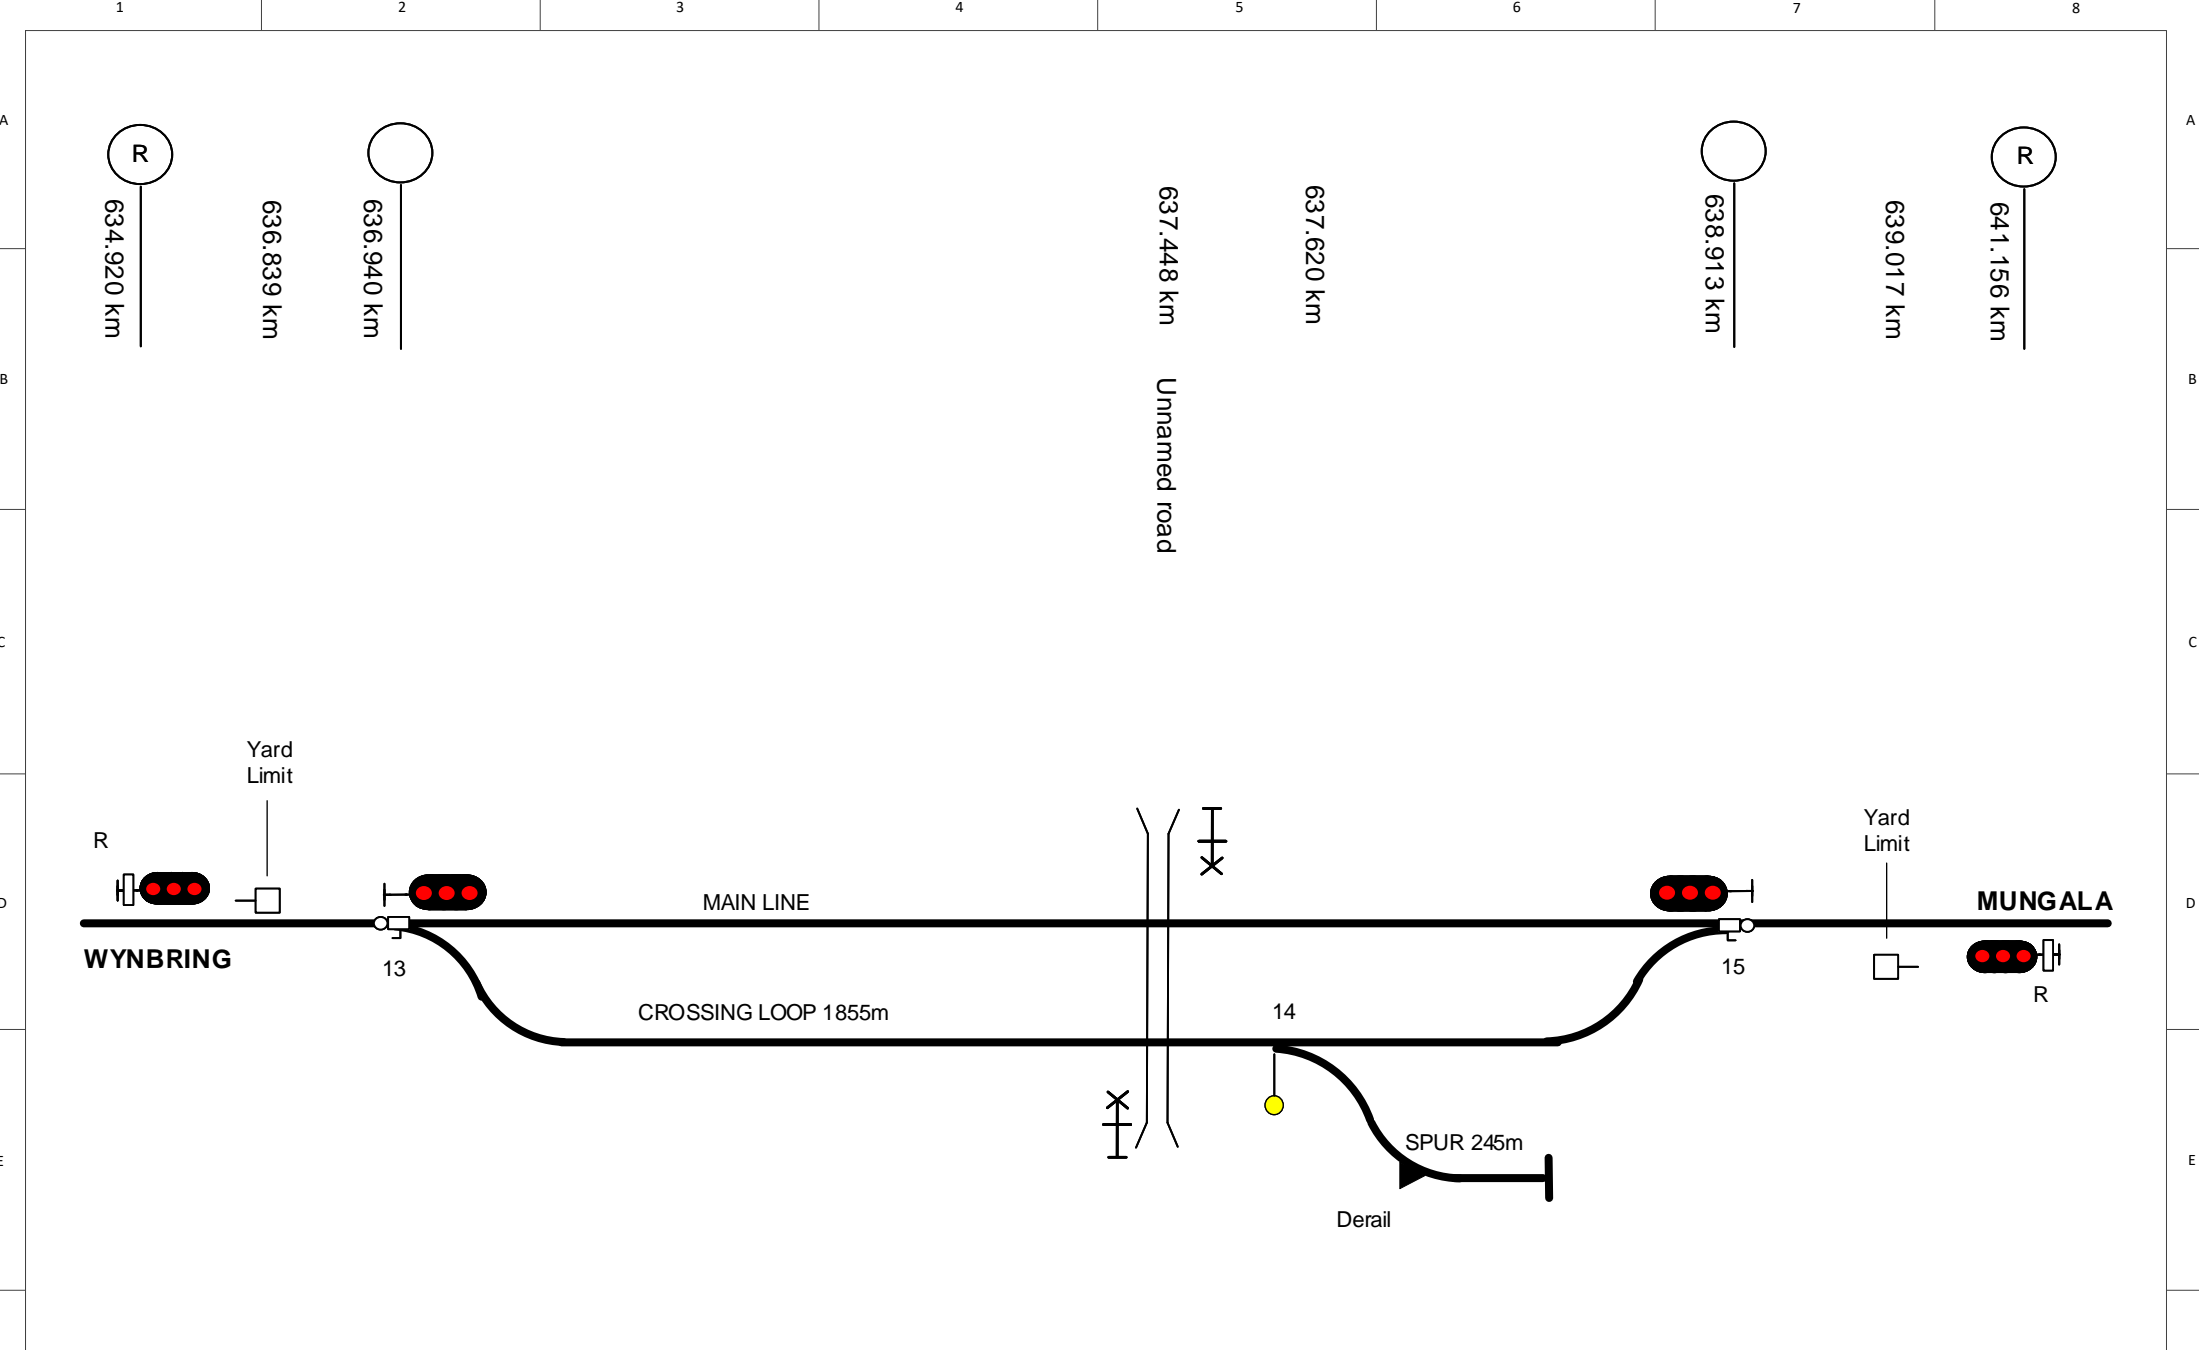 1 2 3 4 5 6 7 8
A A
R R
634.920 km
636.839 km
636.940 km
637.448 km Unnamed road
637.620 km
638.913 km
639.017 km
641.156 km
B B
C C
Yard
Limit
Yard
Limit
R
D D
MAIN LINE
MUNGALA
WYNBRING
13
15
R
CROSSING LOOP 1855m
14
SPUR 245m
E E
Derail